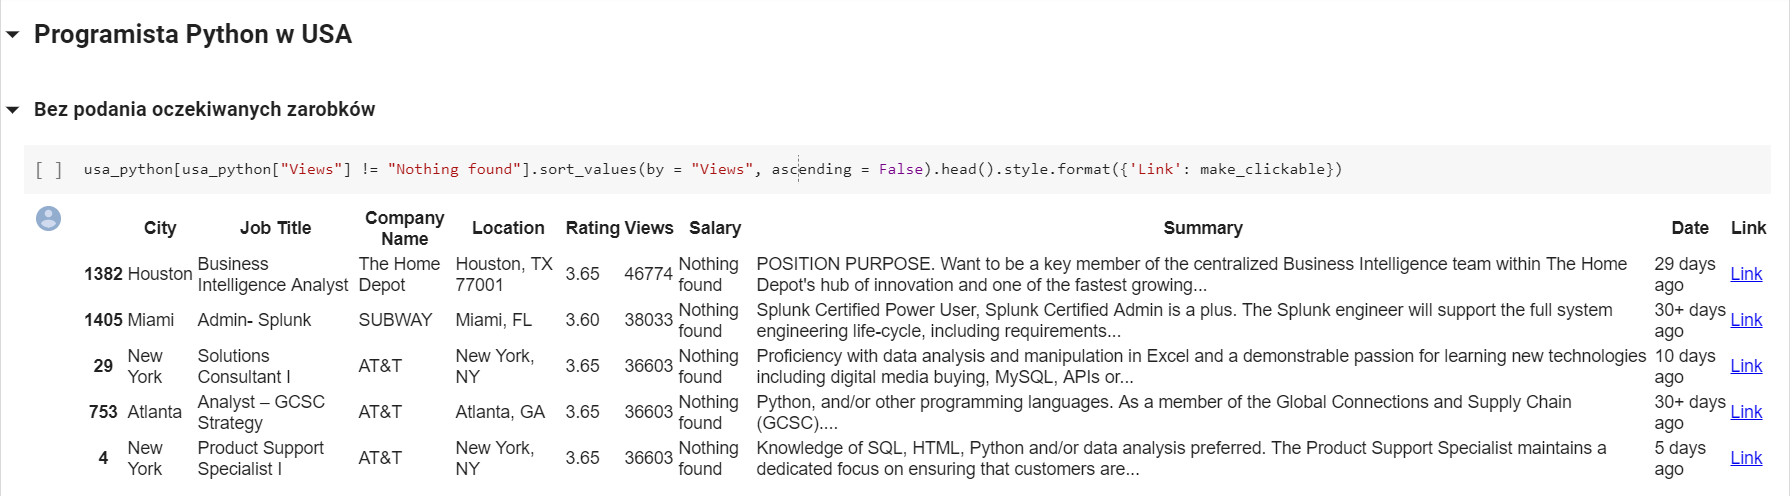 Programista Python w USA
Bez podania oczekiwanych zarobków
[ ] usa_python[usa_python["Views"] != "Nothing found"].sort_values(by = "Views", ascending = False).head().style.format({'Link': make_clickable})
City Job Title Company Name Location Rating Views Salary Summary Date Link
1382 Houston Business Intelligence Analyst The Home Depot Houston, TX 77001 3.65 46774 Nothing found POSITION PURPOSE. Want to be a key member of the centralized Business Intelligence team within The Home Depot's hub of innovation and one of the fastest growing... 29 days ago Link
1405 Miami Admin- Splunk SUBWAY Miami, FL 3.60 38033 Nothing found Splunk Certified Power User, Splunk Certified Admin is a plus. The Splunk engineer will support the full system engineering life-cycle, including requirements... 30+ days ago Link
29 New York Solutions Consultant I AT&T New York, NY 3.65 36603 Nothing found Proficiency with data analysis and manipulation in Excel and a demonstrable passion for learning new technologies including digital media buying, MySQL, APIs or... 10 days ago Link
753 Atlanta Analyst – GCSC Strategy AT&T Atlanta, GA 3.65 36603 Nothing found Python, and/or other programming languages. As a member of the Global Connections and Supply Chain (GCSC).... 30+ days ago Link
4 New York Product Support Specialist I AT&T New York, NY 3.65 36603 Nothing found Knowledge of SQL, HTML, Python and/or data analysis preferred. The Product Support Specialist maintains a dedicated focus on ensuring that customers are... 5 days ago Link